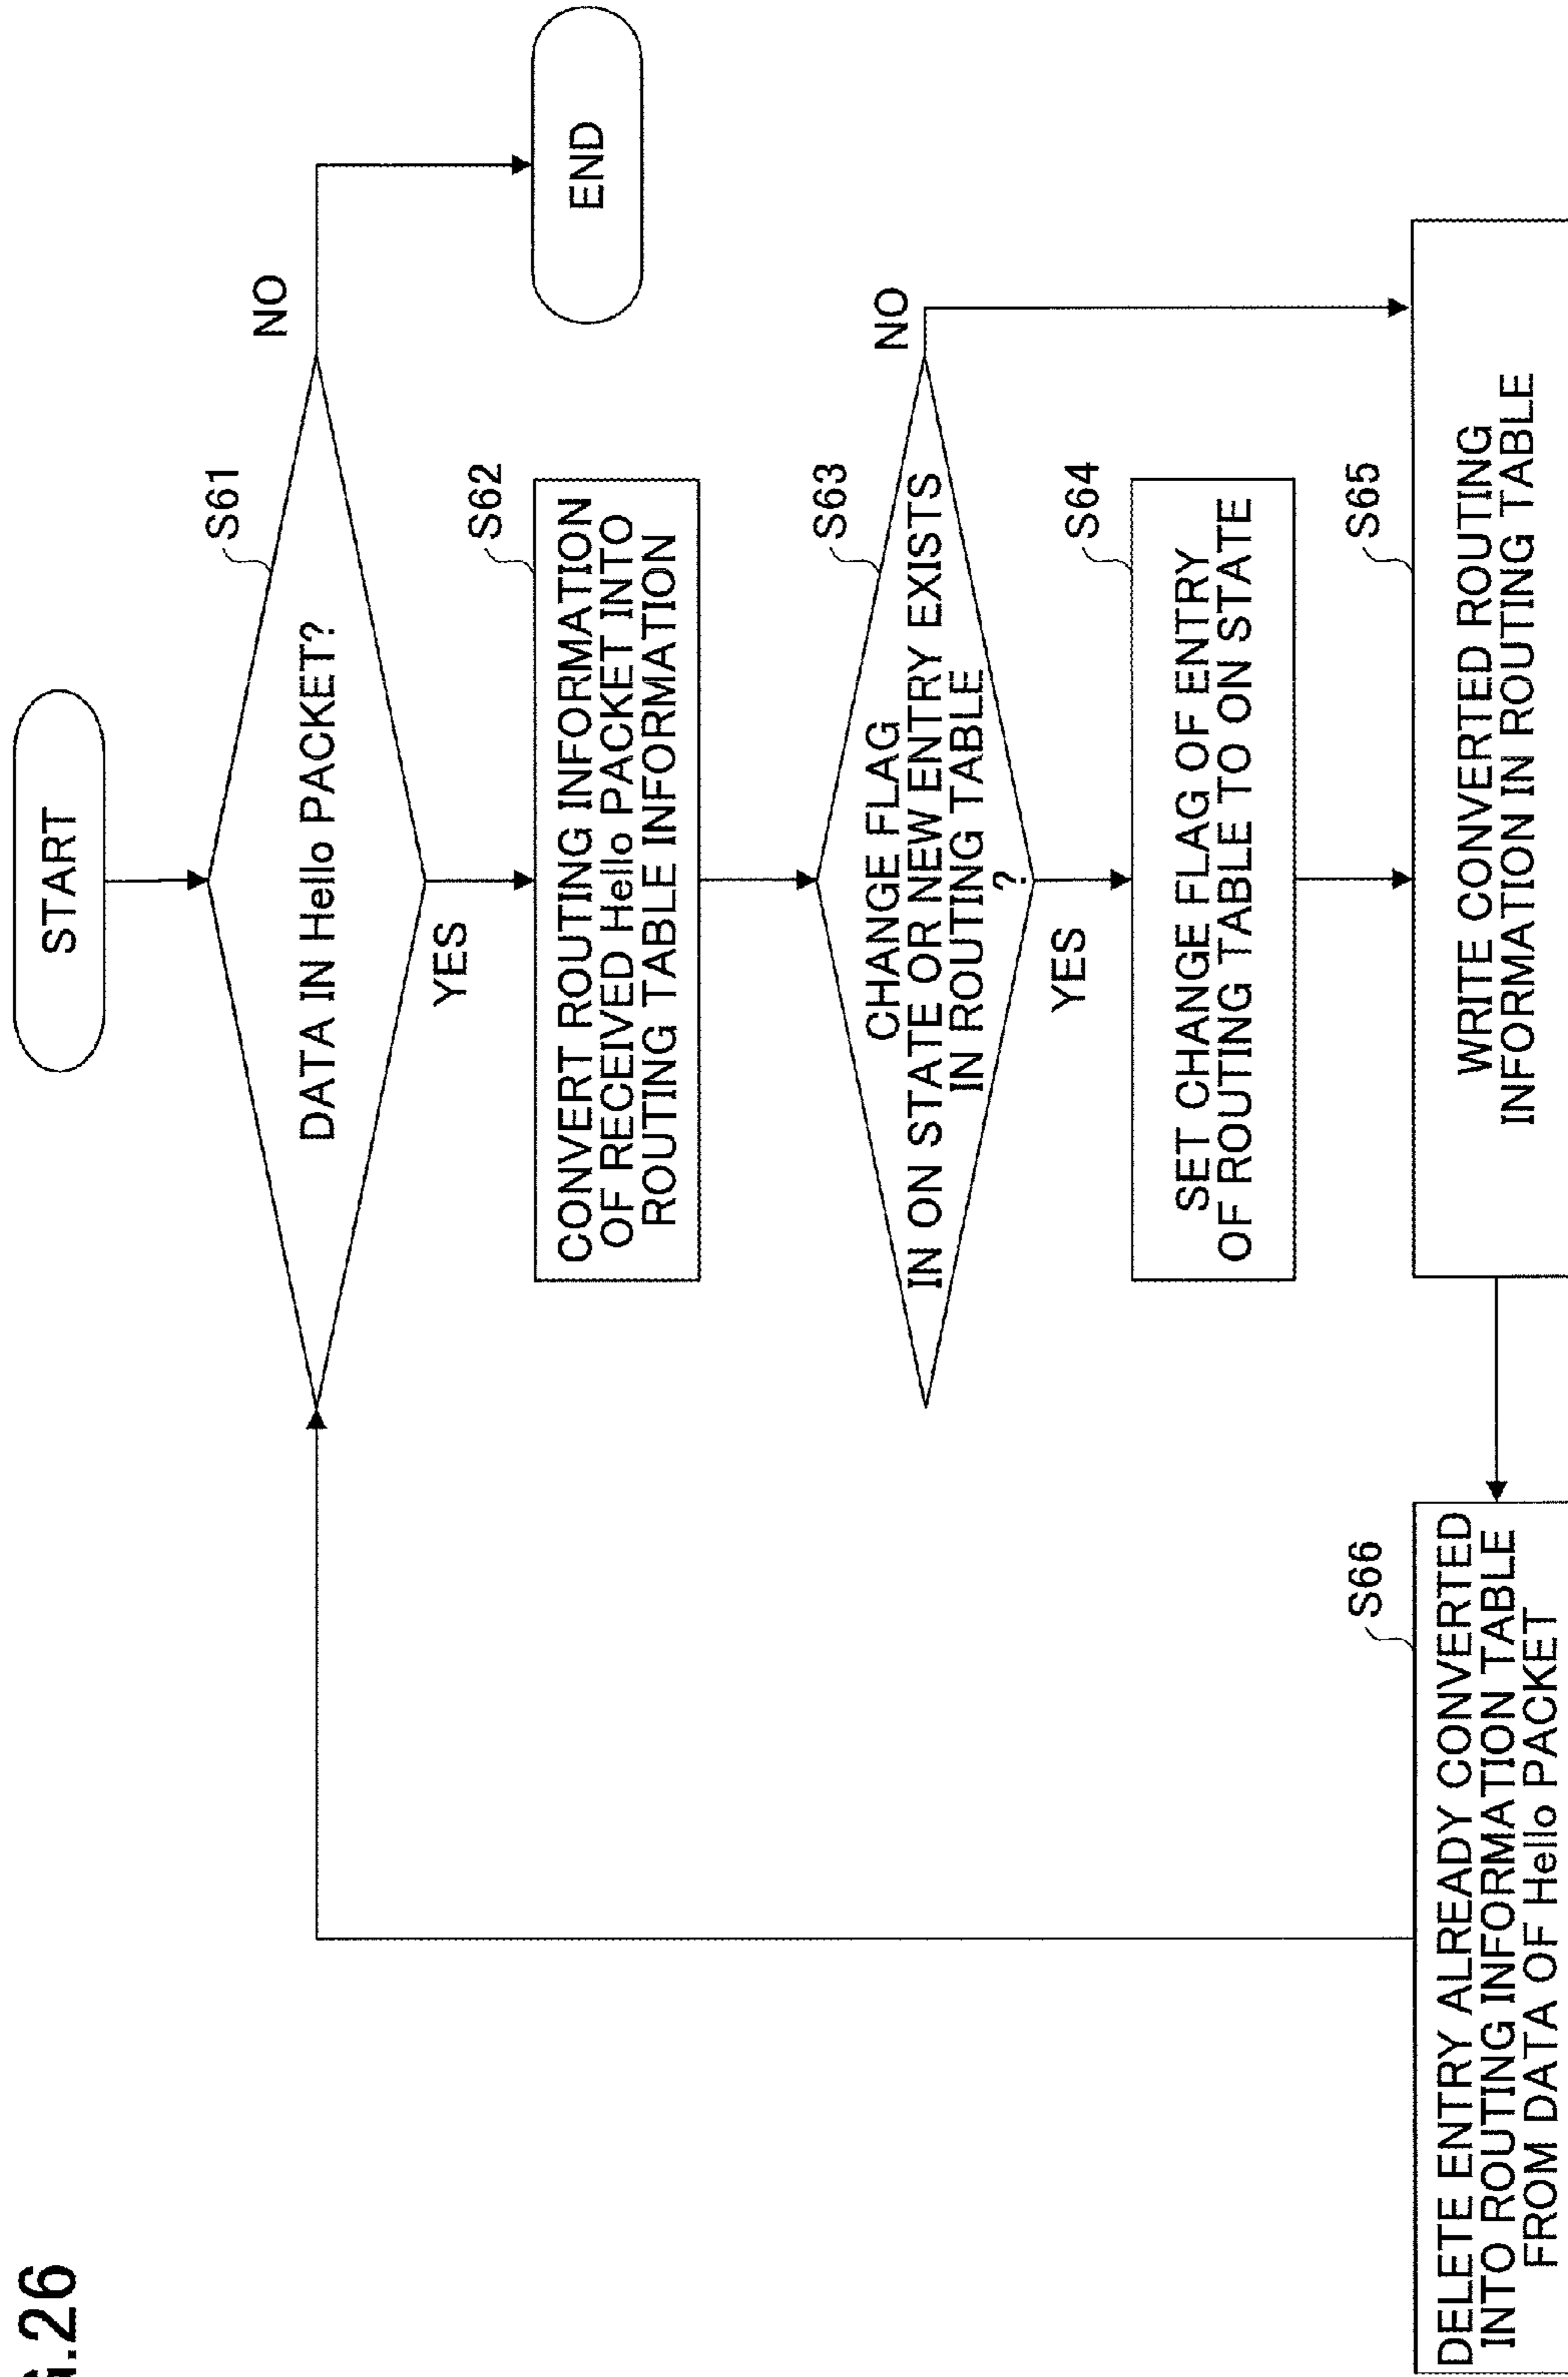 G.26
START
S61
DATA IN Hello PACKET?
NO
YES
END
S62
CONVERT ROUTING INFORMATION
OF RECEIVED Hello PACKET INTO
ROUTING TABLE INFORMATION
S63
CHANGE FLAG
IN ON STATE OR NEW ENTRY EXISTS
IN ROUTING TABLE
?
NO
YES
S64
SET CHANGE FLAG OF ENTRY
OF ROUTING TABLE TO ON STATE
S65
WRITE CONVERTED ROUTING
INFORMATION IN ROUTING TABLE
S66
DELETE ENTRY ALREADY CONVERTED
INTO ROUTING INFORMATION TABLE
FROM DATA OF Hello PACKET